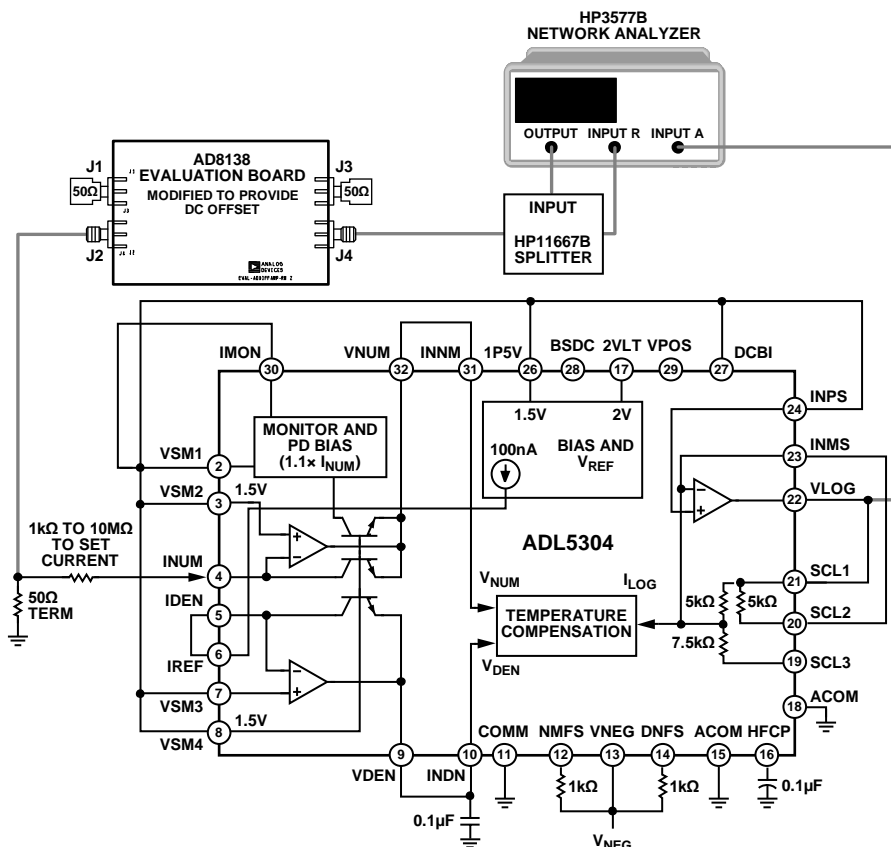 HP3577B
NETWORK ANALYZER
OUTPUT INPUT R INPUT A
J1
50Ω
J2
AD8138
EVALUATION BOARD
MODIFIED TO PROVIDE
DC OFFSET
ANALOG
DEVICES
J3
50Ω
J4
INPUT
HP11667B
SPLITTER
IMON
30
VNUM
32
INNM
31
1P5V
26
BSDC
28
2VLT
17
VPOS
29
DCBI
27
INPS
24
INMS
23
VLOG
22
SCL1
21
SCL2
20
SCL3
19
ACOM
18
MONITOR AND
PD BIAS
(1.1× INUM)
1.5V
2V
100nA
BIAS AND
VREF
VSM1
2
VSM2
3
1.5V
1kΩ TO 10MΩ
TO SET
CURRENT
INUM
4
50Ω
TERM
IDEN
5
IREF
6
VSM3
7
VSM4
8
1.5V
ADL5304
VNUM
ILOG
TEMPERATURE
COMPENSATION
VDEN
5kΩ
5kΩ
7.5kΩ
VDEN
9
INDN
10
COMM
11
NMFS
12
VNEG
13
DNFS
14
ACOM
15
HFCP
16
0.1µF
1kΩ
1kΩ
0.1µF
VNEG